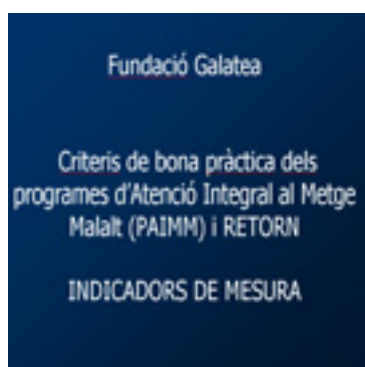 Fundació Galatea
Criteris de bona pràctica dels
programes d'Atenció Integral al Metge
Malalt (PAIMM) i RETORN
INDICADORS DE MESURA